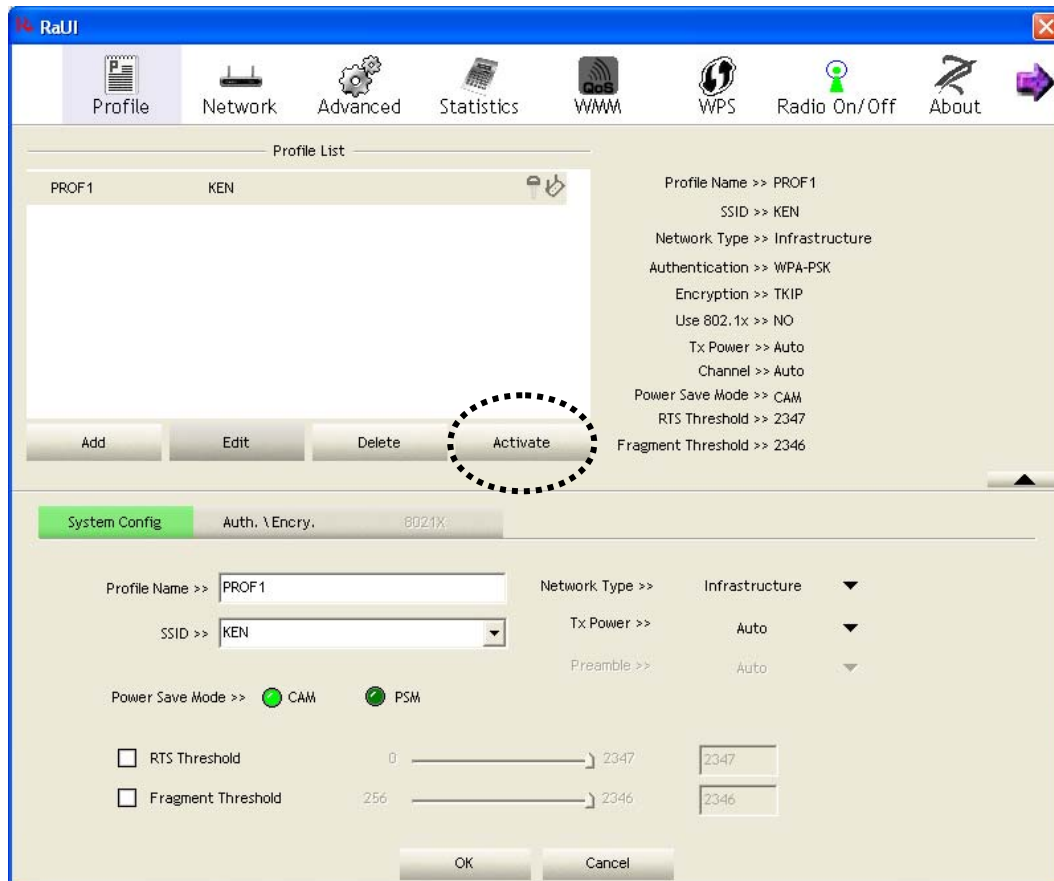 RaUI
Profile Network Advanced Statistics QoS WMM WPS Radio On/Off About
Profile List
PROF1 KEN
Add Edit Delete Activate
Profile Name >> PROF1
SSID >> KEN
Network Type >> Infrastructure
Authentication >> WPA-PSK
Encryption >> TKIP
Use 802.1x >> NO
Tx Power >> Auto
Channel >> Auto
Power Save Mode >> CAM
RTS Threshold >> 2347
Fragment Threshold >> 2346
System Config Auth. \ Encry. 8021X
Profile Name >> PROF1
SSID >> KEN
Power Save Mode >> CAM PSM
Network Type >> Infrastructure
Tx Power >> Auto
Preamble >> Auto
RTS Threshold 0 2347 2347
Fragment Threshold 256 2346 2346
OK Cancel